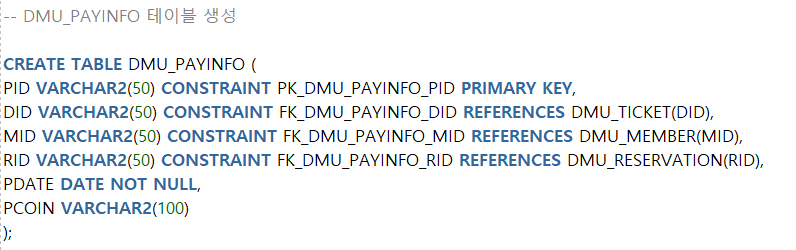 -- DMU_PAYINFO 테이블 생성
CREATE TABLE DMU_PAYINFO (
PID VARCHAR2(50) CONSTRAINT PK_DMU_PAYINFO_PID PRIMARY KEY,
DID VARCHAR2(50) CONSTRAINT FK_DMU_PAYINFO_DID REFERENCES DMU_TICKET(DID),
MID VARCHAR2(50) CONSTRAINT FK_DMU_PAYINFO_MID REFERENCES DMU_MEMBER(MID),
RID VARCHAR2(50) CONSTRAINT FK_DMU_PAYINFO_RID REFERENCES DMU_RESERVATION(RID),
PDATE DATE NOT NULL,
PCOIN VARCHAR2(100)
);